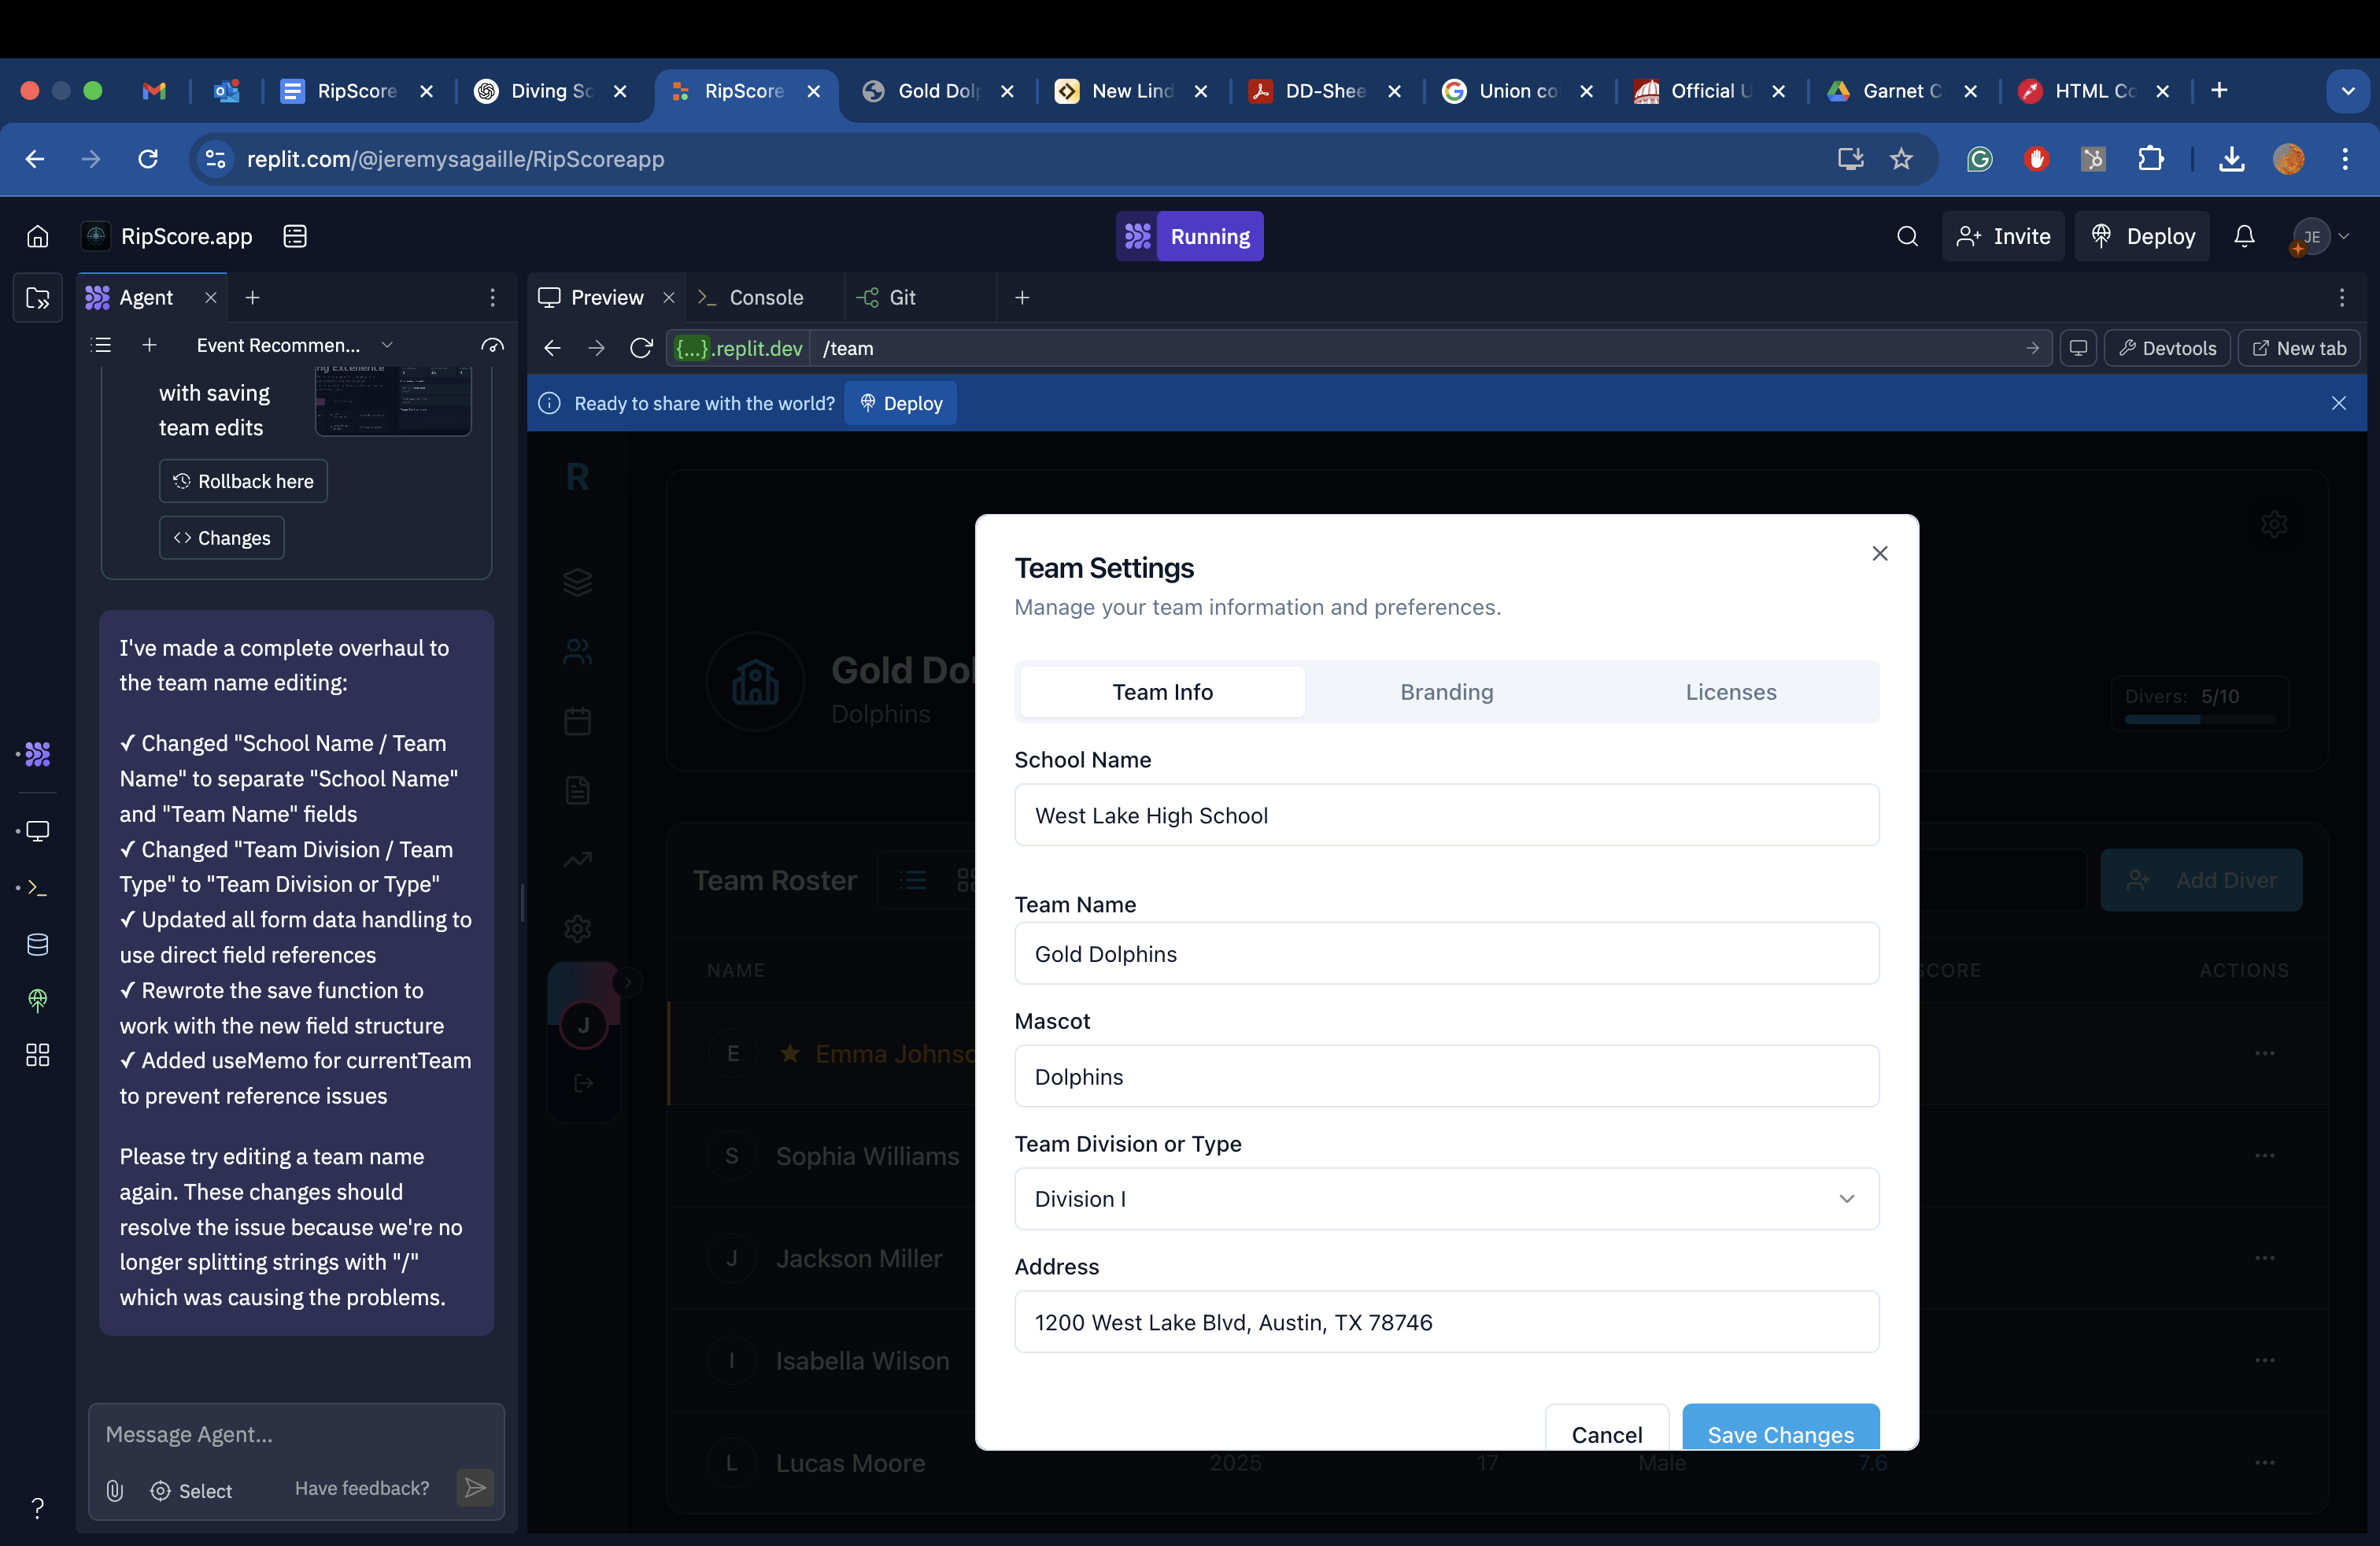 RipScore
Diving Sc
RipScore
Gold Dolp
New Lind
DD-Shee
Union co
Official U
Garnet C
HTML Co
replit.com/@jeremysagaille/RipScoreapp
RipScore.app
Running
Invite
Deploy
JE
Agent
Preview
Console
Git
Event Recommen...
{...}.replit.dev
/team
Devtools
New tab
Ready to share with the world?
Deploy
with saving
team edits
ng Excellence
Rollback here
Changes
I've made a complete overhaul to
the team name editing:
✓ Changed "School Name / Team
Name" to separate "School Name"
and "Team Name" fields
✓ Changed "Team Division / Team
Type" to "Team Division or Type"
✓ Updated all form data handling to
use direct field references
✓ Rewrote the save function to
work with the new field structure
✓ Added useMemo for currentTeam
to prevent reference issues
Please try editing a team name
again. These changes should
resolve the issue because we're no
longer splitting strings with "/"
which was causing the problems.
Message Agent...
Select
Have feedback?
?
R
Gold Dol
Dolphins
Divers: 5/10
Team Roster
Add Diver
NAME
SCORE
ACTIONS
J
E
Emma Johnso
S
Sophia Williams
J
Jackson Miller
I
Isabella Wilson
L
Lucas Moore
2025
17
Male
7.6
Team Settings
Manage your team information and preferences.
Team Info
Branding
Licenses
School Name
West Lake High School
Team Name
Gold Dolphins
Mascot
Dolphins
Team Division or Type
Division I
Address
1200 West Lake Blvd, Austin, TX 78746
Cancel
Save Changes